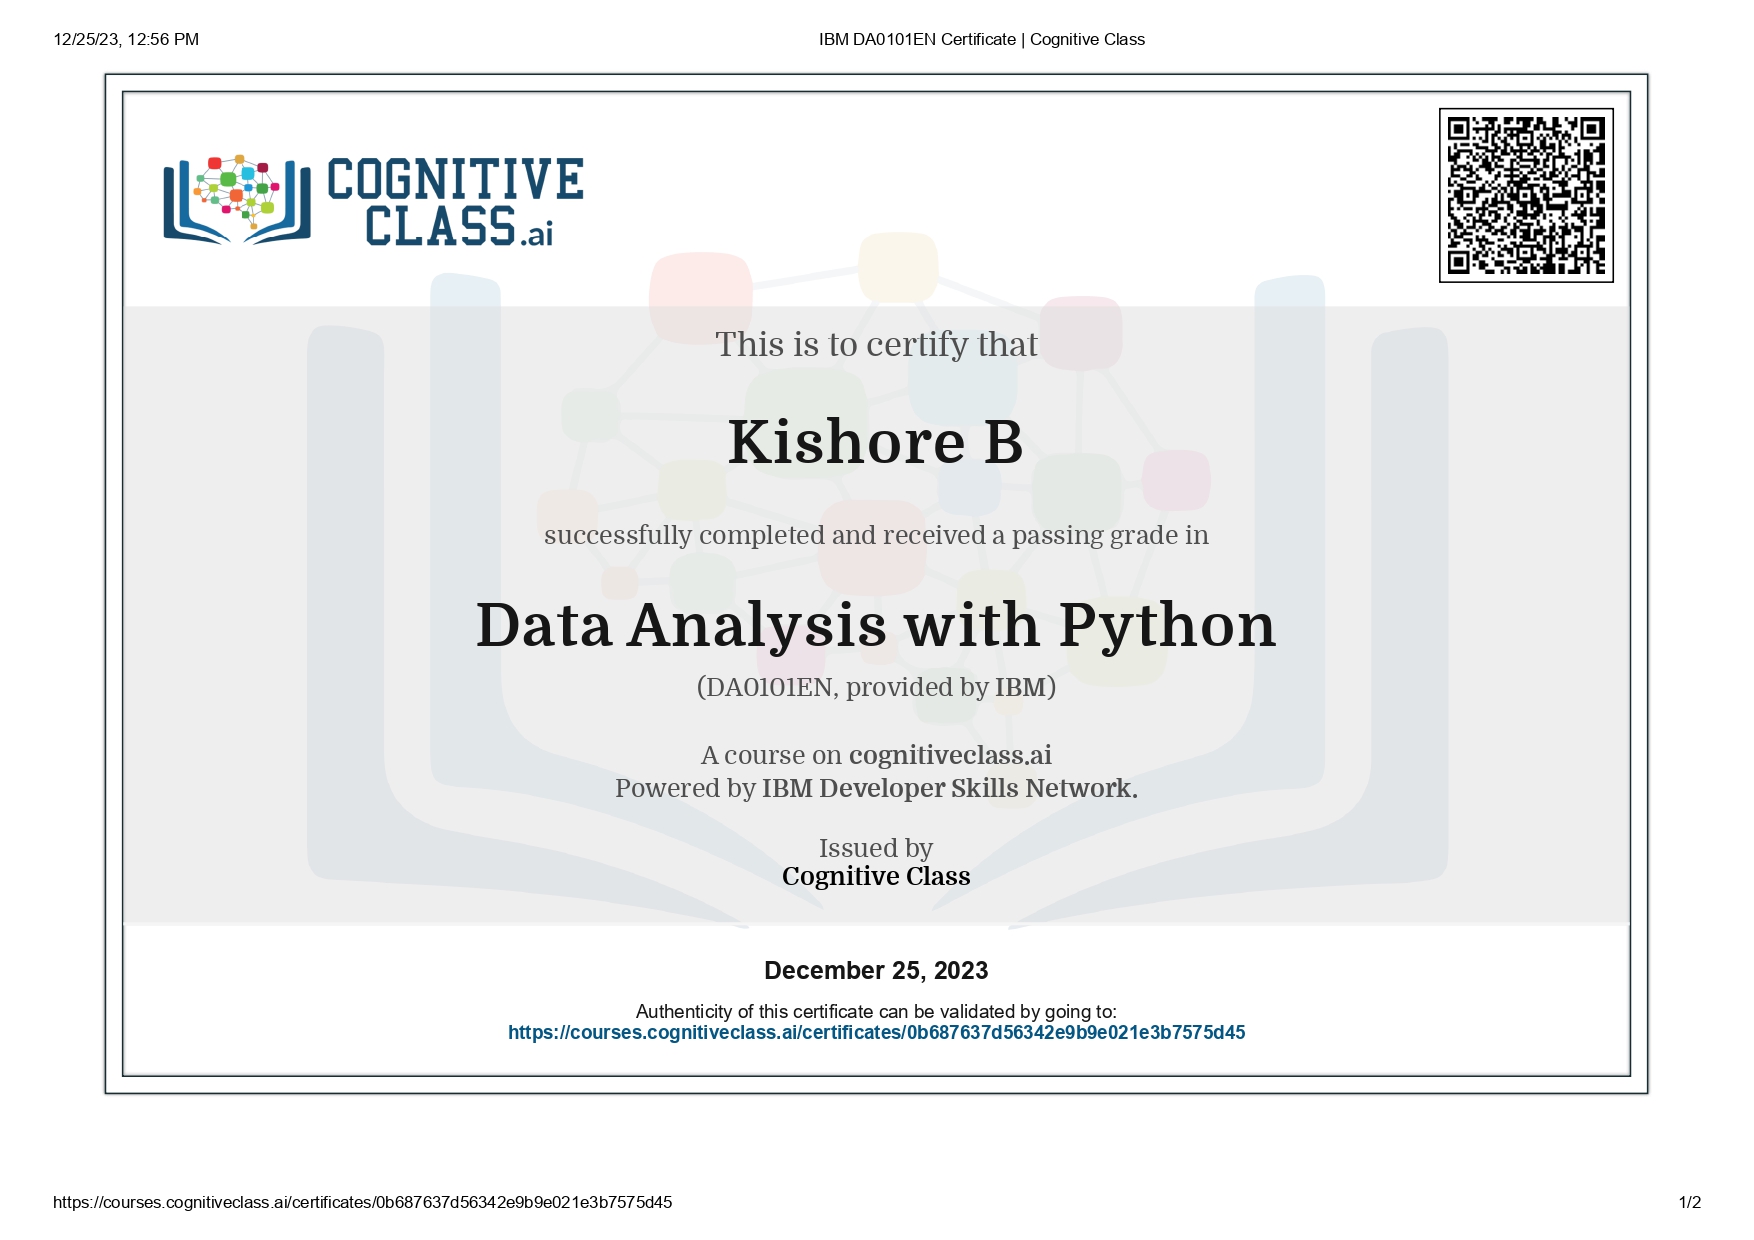 12/25/23, 12:56 PM
IBM DA0101EN Certificate | Cognitive Class
COGNITIVE
CLASS.ai
This is to certify that
Kishore B
successfully completed and received a passing grade in
Data Analysis with Python
(DA0101EN, provided by IBM)
A course on cognitiveclass.ai
Powered by IBM Developer Skills Network.
Issued by
Cognitive Class
December 25, 2023
Authenticity of this certificate can be validated by going to:
https://courses.cognitiveclass.ai/certificates/0b687637d56342e9b9e021e3b7575d45
https://courses.cognitiveclass.ai/certificates/0b687637d56342e9b9e021e3b7575d45
1/2